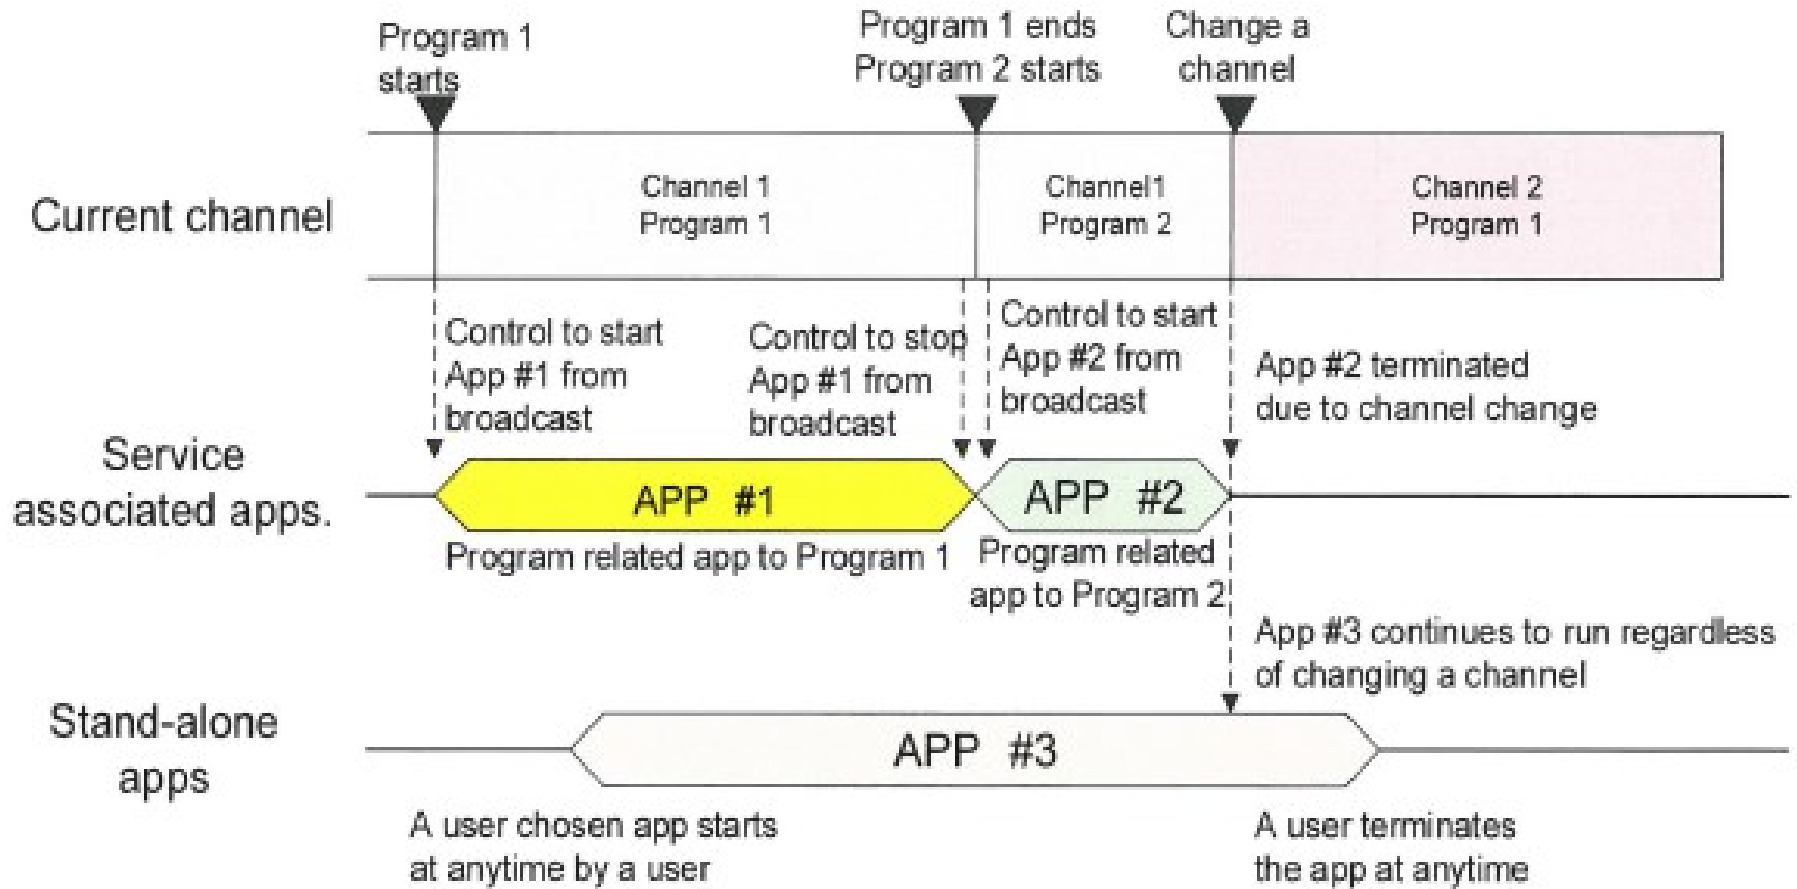 Program 1
starts
Program 1 ends
Program 2 starts
Change a
channel
Current channel
Channel 1
Program 1
Channel1
Program 2
Channel 2
Program 1
Control to start
App #1 from
broadcast
Control to stop
App #1 from
broadcast
Control to start
App #2 from
broadcast
App #2 terminated
due to channel change
Service
associated apps.
APP #1
APP #2
Program related app to Program 1
Program related
app to Program 2
App #3 continues to run regardless
of changing a channel
Stand-alone
apps
APP #3
A user chosen app starts
at anytime by a user
A user terminates
the app at anytime